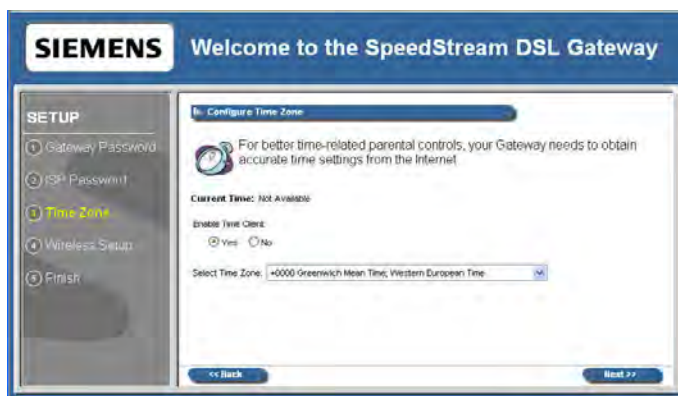 SIEMENS
Welcome to the SpeedStream DSL Gateway
SETUP
1 Gateway Password
2 ISP Password
3 Time Zone
4 Wireless Setup
5 Finish
Configure Time Zone
For better time-related parental controls, your Gateway needs to obtain
accurate time settings from the Internet
Current Time: Not Available
Enable Time Client:
Yes No
Select Time Zone: +0000 Greenwich Mean Time; Western European Time
<< Back
Next >>